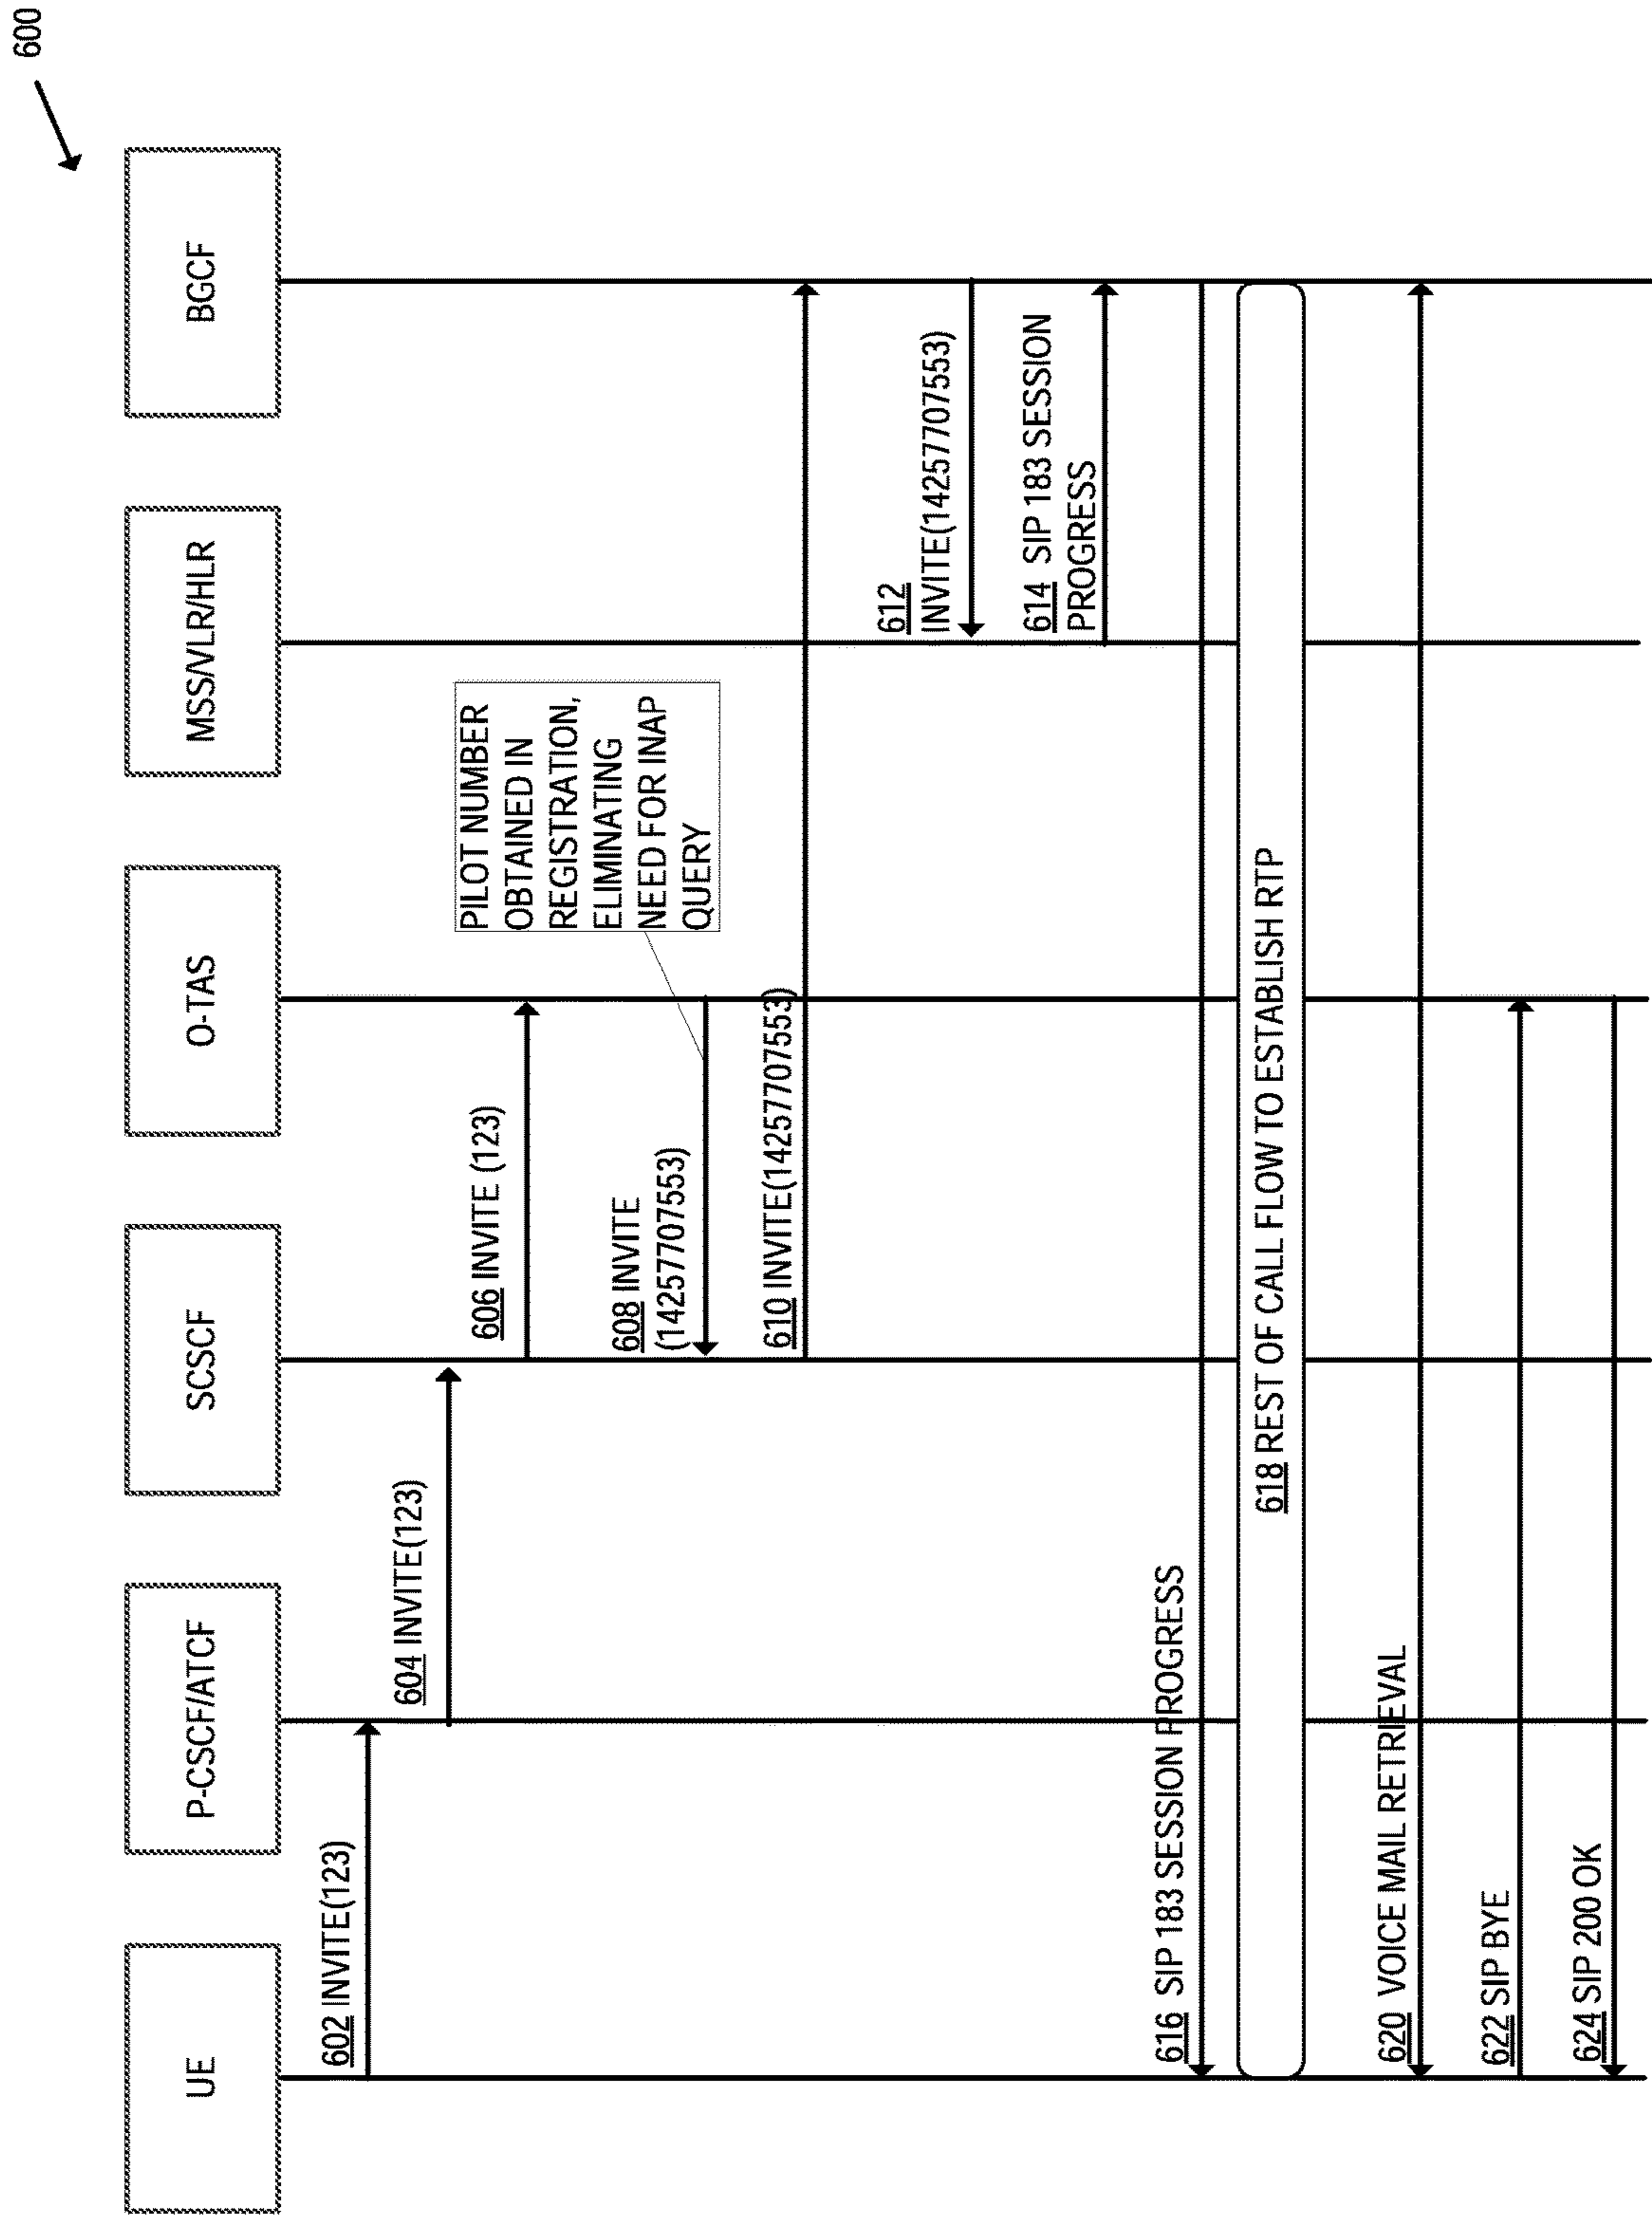 600
UE
P-CSCF/ATCF
SCSCF
O-TAS
MSS/VLR/HLR
BGCF
602 INVITE(123)
604 INVITE(123)
606 INVITE (123)
PILOT NUMBER
OBTAINED IN
REGISTRATION,
ELIMINATING
NEED FOR INAP
QUERY
608 INVITE
(14257707553)
610 INVITE(14257707553)
612
INVITE(14257707553)
614 SIP 183 SESSION
PROGRESS
616 SIP 183 SESSION PROGRESS
618 REST OF CALL FLOW TO ESTABLISH RTP
620 VOICE MAIL RETRIEVAL
622 SIP BYE
624 SIP 200 OK